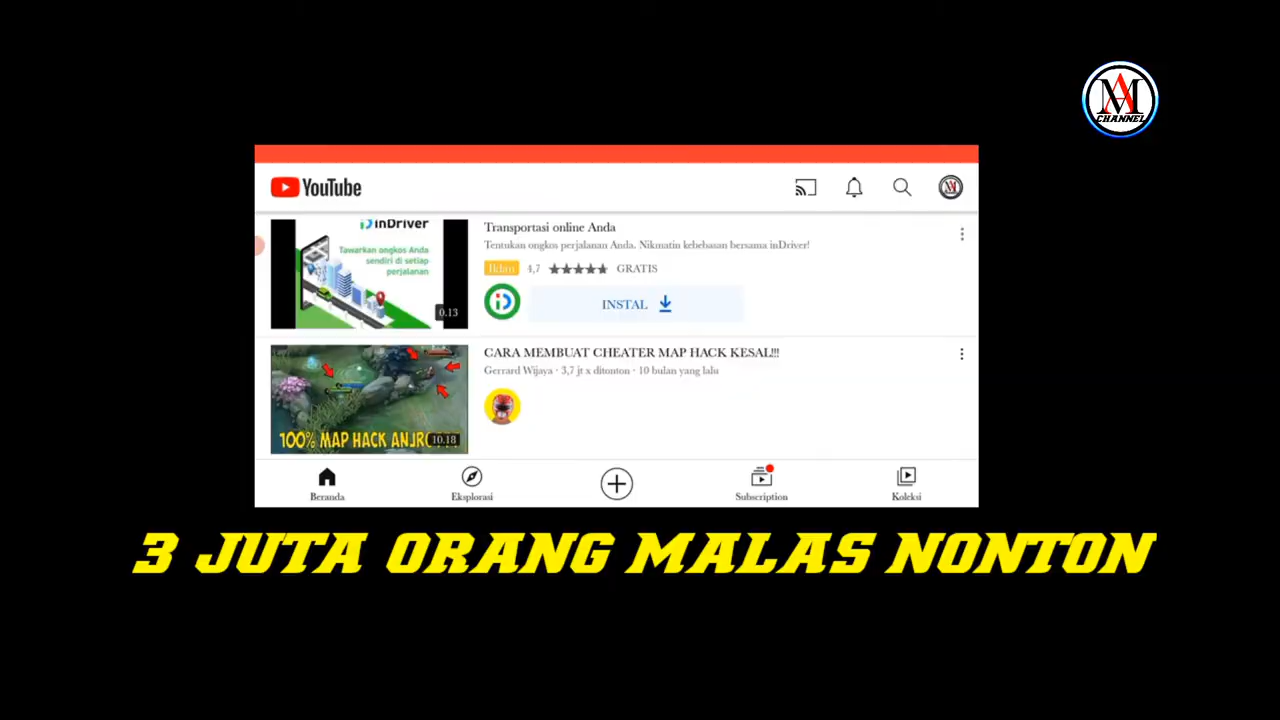 MA
CHANNEL
YouTube
inDriver
Tawarkan ongkos Anda
sendiri di setiap
perjalanan
0.13
Transportasi online Anda
Tentukan ongkos perjalanan Anda. Nikmatin kebebasan bersama inDriver!
Iklan 4,7 GRATIS
iD
INSTAL
CARA MEMBUAT CHEATER MAP HACK KESAL!!!
Gerrard Wijaya · 3,7 jt x ditonton · 10 bulan yang lalu
100% MAP HACK
10.18
Beranda
Eksplorasi
Subscription
Koleksi
3 JUTA ORANG MALAS NONTON